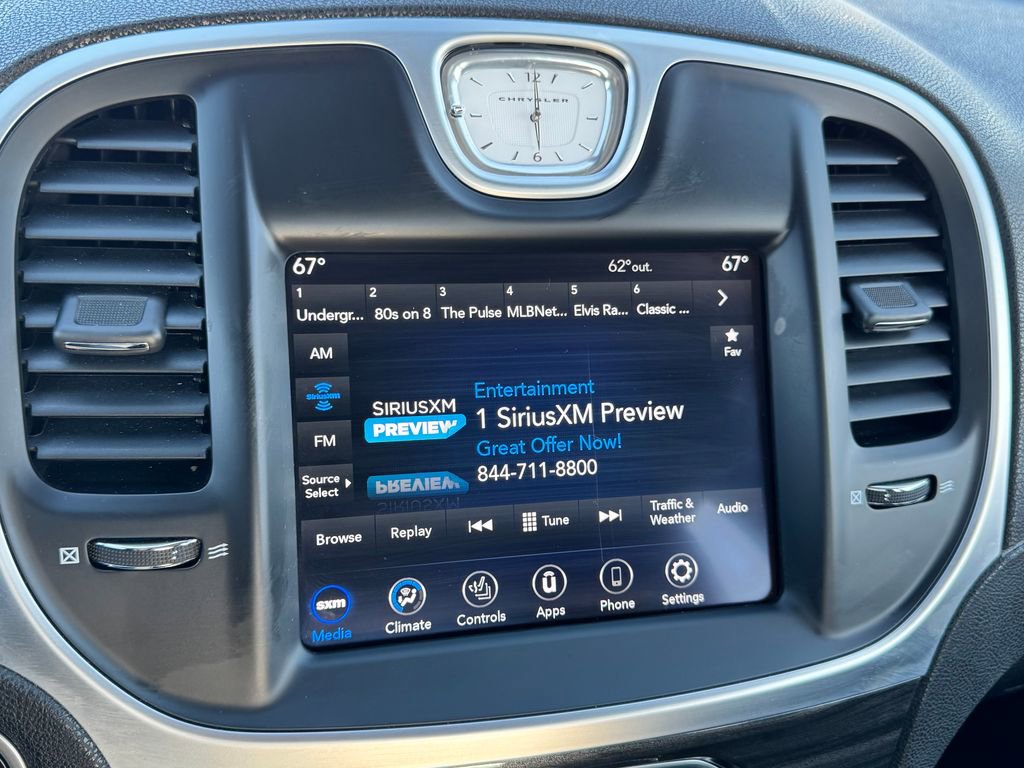 12
CHRYSLER
6
67° 62°out. 67°
1 2 3 4 5 6
Undergr... 80s on 8 The Pulse MLBNet... Elvis Ra... Classic ...
AM
Fav
SiriusXM
FM
Source
Select
SIRIUSXM
PREVIEW
Entertainment
1 SiriusXM Preview
Great Offer Now!
844-711-8800
Browse Replay Tune Traffic &
Weather Audio
sxm ū
Media Climate Controls Apps Phone Settings